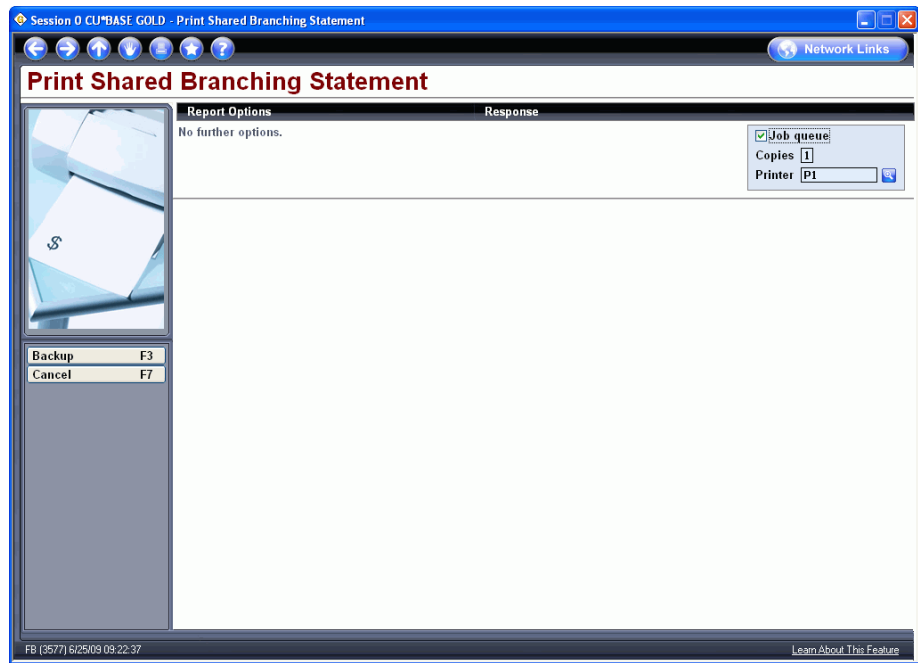 Session 0 CU*BASE GOLD - Print Shared Branching Statement
Network Links
Print Shared Branching Statement
Report Options Response
No further options.
Job queue
Copies 1
Printer P1
$
Backup F3
Cancel F7
FB (3577) 6/25/09 09:22:37
Learn About This Feature